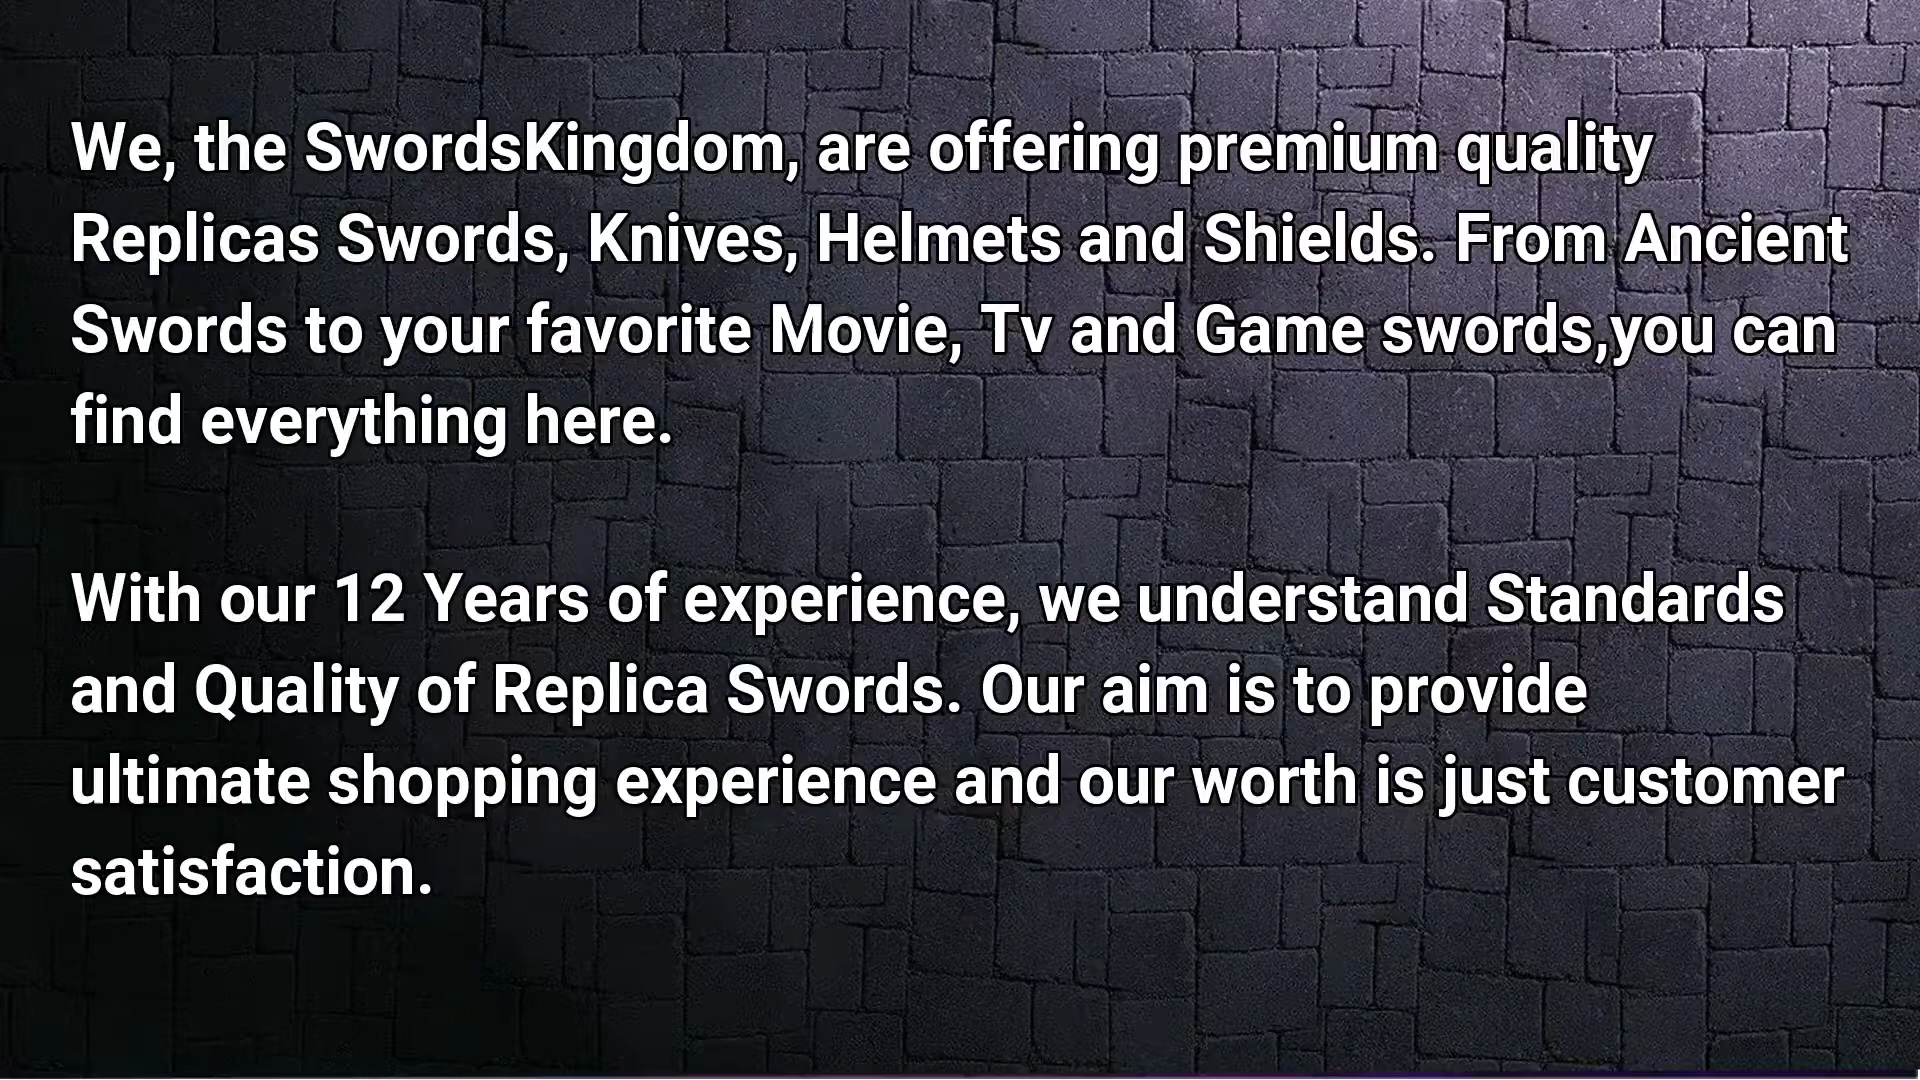 We, the SwordsKingdom, are offering premium quality
Replicas Swords, Knives, Helmets and Shields. From Ancient
Swords to your favorite Movie, Tv and Game swords,you can
find everything here.
With our 12 Years of experience, we understand Standards
and Quality of Replica Swords. Our aim is to provide
ultimate shopping experience and our worth is just customer
satisfaction.